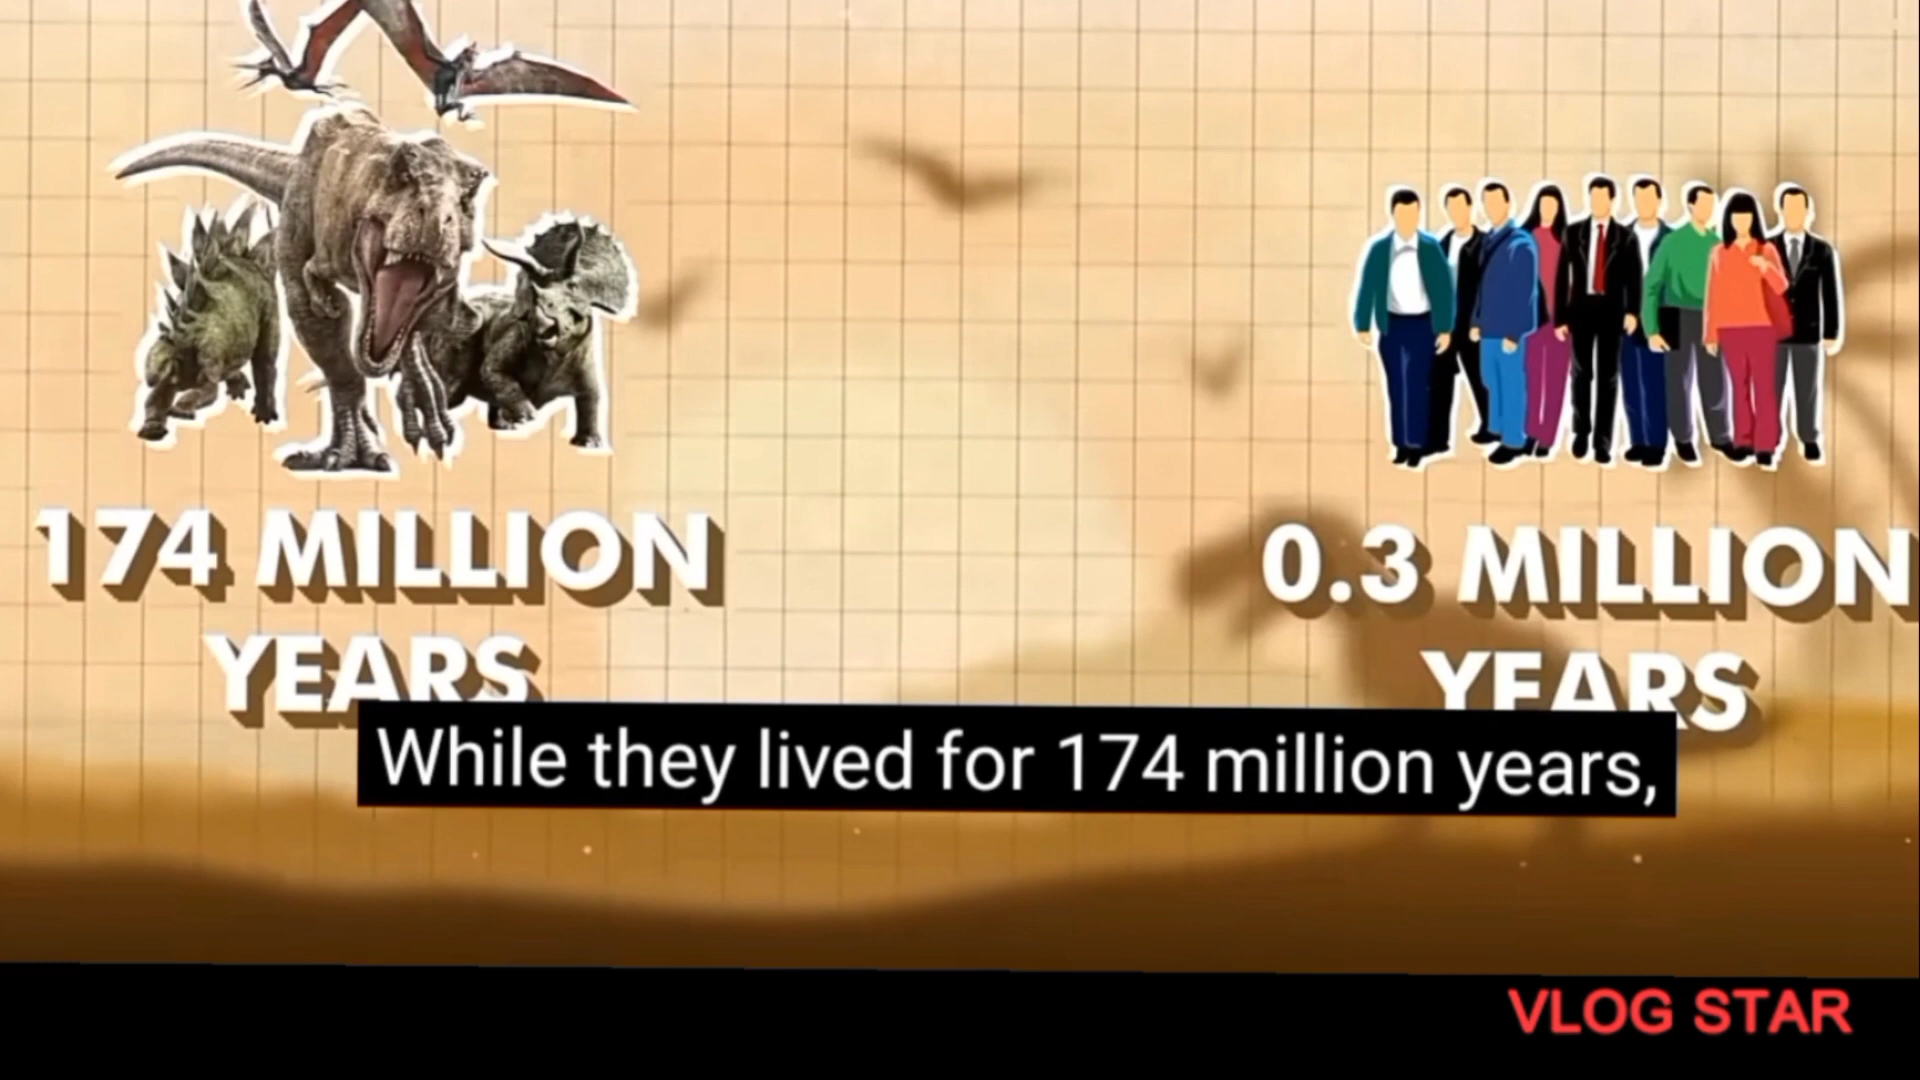 174 MILLION
YEARS
0.3 MILLION
YEARS
While they lived for 174 million years,
VLOG STAR